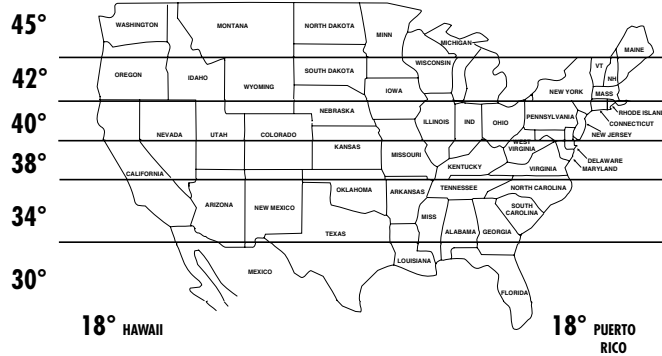 45°
WASHINGTON
MONTANA
NORTH DAKOTA
MINN
MICHIGAN
MAINE
WISCONSIN
VT
NH
42°
OREGON
IDAHO
WYOMING
SOUTH DAKOTA
IOWA
NEW YORK
MASS
RHODE ISLAND
CONNECTICUT
40°
NEVADA
UTAH
COLORADO
NEBRASKA
KANSAS
ILLINOIS
IND
OHIO
PENNSYLVANIA
NEW JERSEY
WEST
VIRGINIA
DELAWARE
MARYLAND
38°
CALIFORNIA
MISSOURI
KENTUCKY
VIRGINIA
34°
ARIZONA
NEW MEXICO
OKLAHOMA
ARKANSAS
TENNESSEE
NORTH CAROLINA
SOUTH
CAROLINA
TEXAS
MISS
ALABAMA
GEORGIA
30°
MEXICO
LOUISIANA
FLORIDA
18° HAWAII
18° PUERTO
RICO